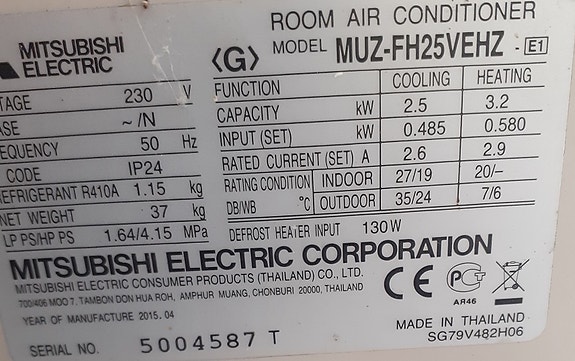 ROOM AIR CONDITIONER
MITSUBISHI ELECTRIC
⟨G⟩ MODEL MUZ-FH25VEHZ - E1
TAGE 230 V
ASE ~/N
EQUENCY 50 Hz
CODE IP24
REFRIGERANT R410A 1.15 kg
NET WEIGHT 37 kg
LP PS/HP PS 1.64/4.15 MPa
FUNCTION COOLING HEATING
CAPACITY kW 2.5 3.2
INPUT (SET) kW 0.485 0.580
RATED CURRENT (SET) A 2.6 2.9
RATING CONDITION INDOOR 27/19 20/–
DB/WB °C OUTDOOR 35/24 7/6
DEFROST HEATER INPUT 130W
MITSUBISHI ELECTRIC CORPORATION
MITSUBISHI ELECTRIC CONSUMER PRODUCTS (THAILAND) CO., LTD.
700/406 MOO 7, TAMBON DON HUA ROH, AMPHUR MUANG, CHONBURI 20000, THAILAND
YEAR OF MANUFACTURE 2015.04
CE
АЯ46
MADE IN THAILAND
SERIAL NO. 5004587 T
SG79V482H06